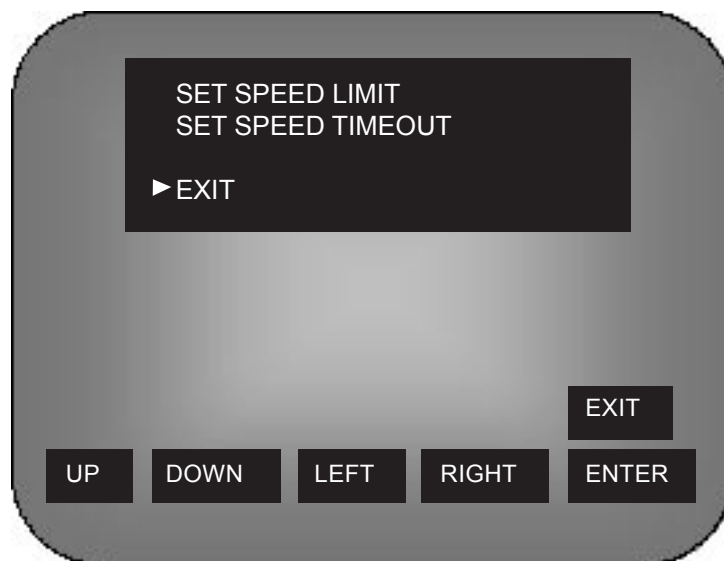 SET SPEED LIMIT
SET SPEED TIMEOUT
EXIT
EXIT
UP DOWN LEFT RIGHT ENTER